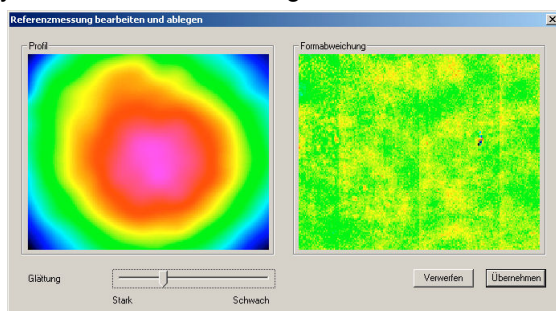 Referenzmessung bearbeiten und ablegen
Profil
Formabweichung
Glättung
Stark
Schwach
Verwerfen
Übernehmen